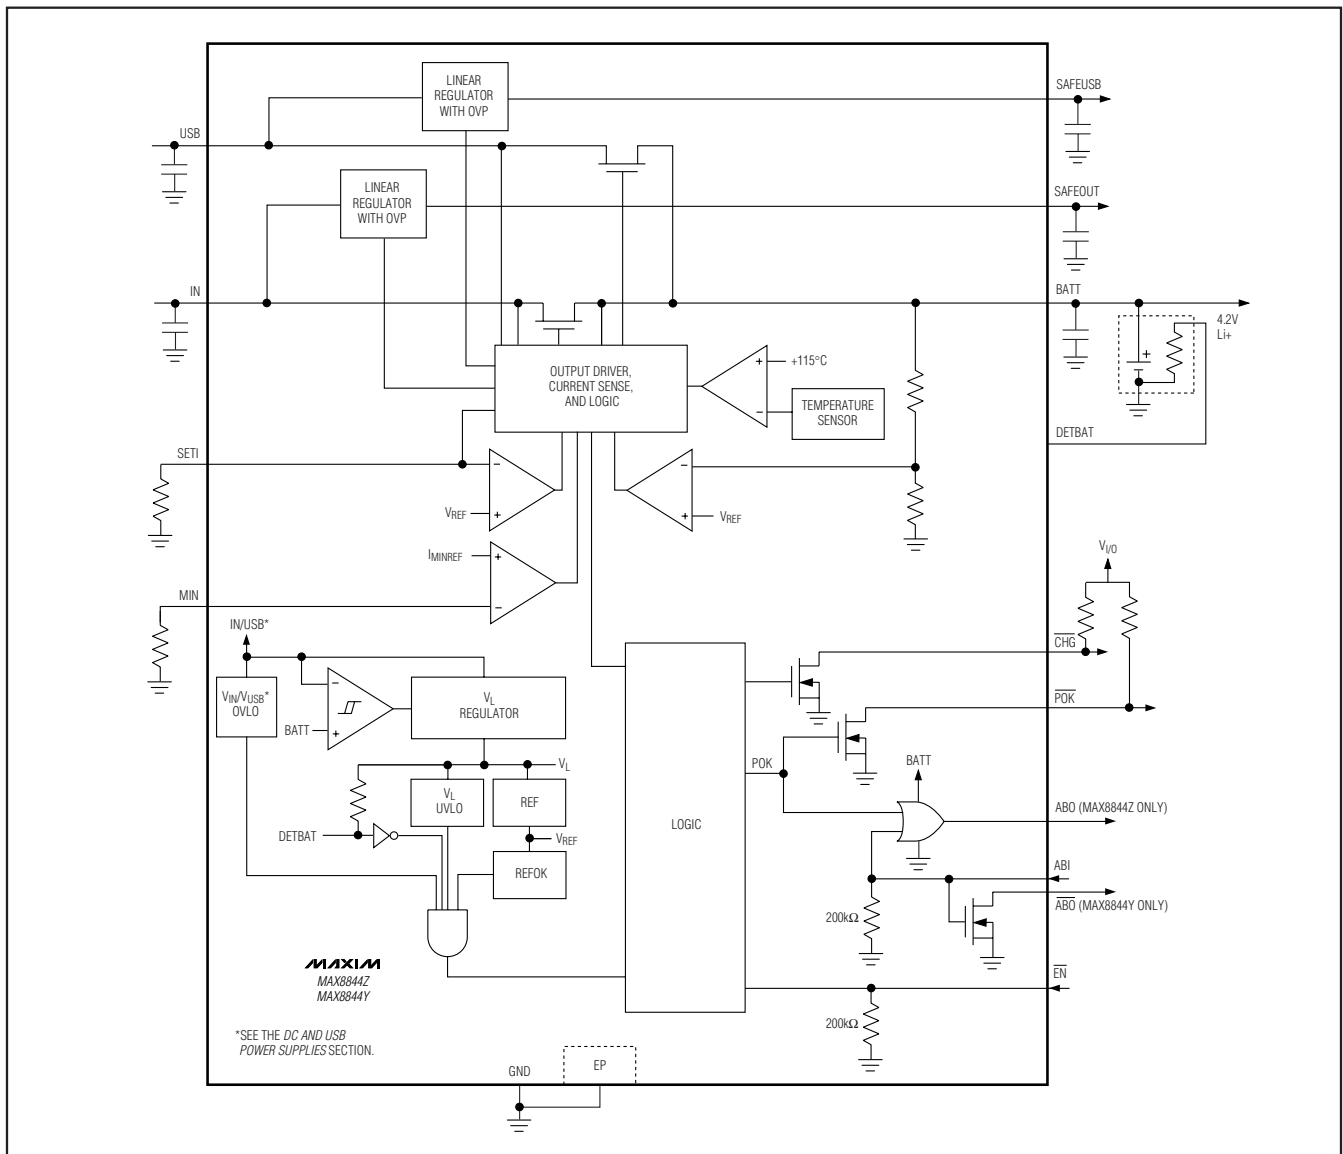 LINEAR
REGULATOR
WITH OVP
SAFEUSB
USB
LINEAR
REGULATOR
WITH OVP
SAFEOUT
IN
BATT
4.2V
Li+
+
OUTPUT DRIVER,
CURRENT SENSE,
AND LOGIC
+
+115°C
−
TEMPERATURE
SENSOR
DETBAT
SETI
−
VREF
+
−
+
VREF
IMINREF
+
−
MIN
VI/O
IN/USB*
VIN/VUSB*
OVLO
−
BATT
+
VL
REGULATOR
CHG
POK
VL
VL
UVLO
REF
DETBAT
VREF
REFOK
LOGIC
POK
BATT
ABO (MAX8844Z ONLY)
ABI
200kΩ
ABO (MAX8844Y ONLY)
EN
200kΩ
MAXIM
MAX8844Z
MAX8844Y
*SEE THE DC AND USB
POWER SUPPLIES SECTION.
GND
EP